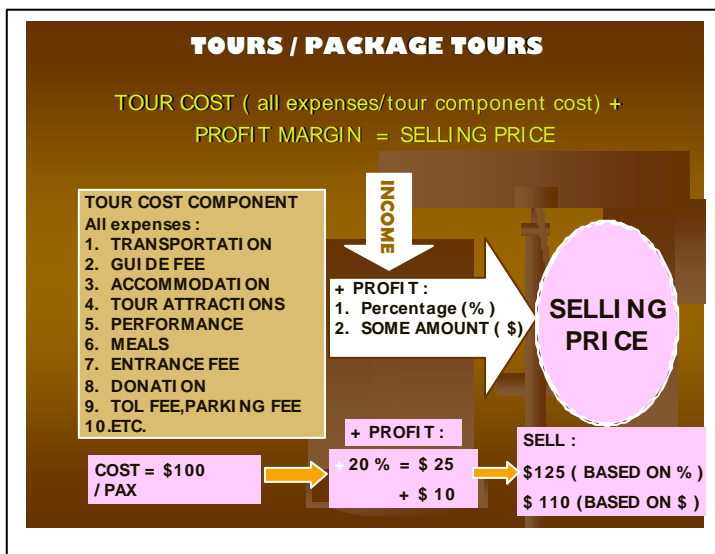 TOURS / PACKAGE TOURS
TOUR COST ( all expenses/tour component cost) +
PROFIT MARGIN = SELLING PRICE
TOUR COST COMPONENT
All expenses :
1. TRANSPORTATION
2. GUIDE FEE
3. ACCOMMODATION
4. TOUR ATTRACTIONS
5. PERFORMANCE
6. MEALS
7. ENTRANCE FEE
8. DONATION
9. TOL FEE,PARKING FEE
10.ETC.
INCOME
+ PROFIT :
1. Percentage (% )
2. SOME AMOUNT ( $)
SELLING
PRICE
COST = $100
/ PAX
+ PROFIT :
+ 20 % = $ 25
+ $ 10
SELL :
$125 ( BASED ON % )
$ 110 (BASED ON $ )